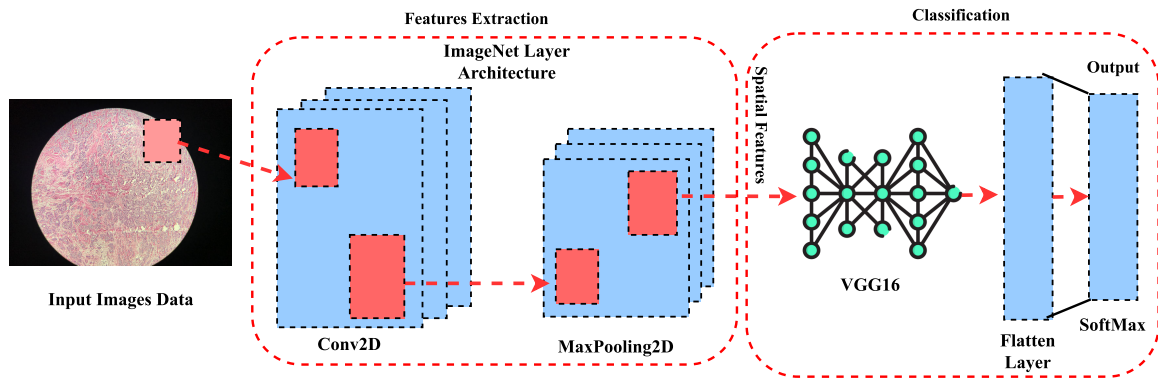 Features Extraction
Classification
ImageNet Layer
Architecture
Spatial Features
Output
Input Images Data
Conv2D
MaxPooling2D
VGG16
Flatten
Layer
SoftMax